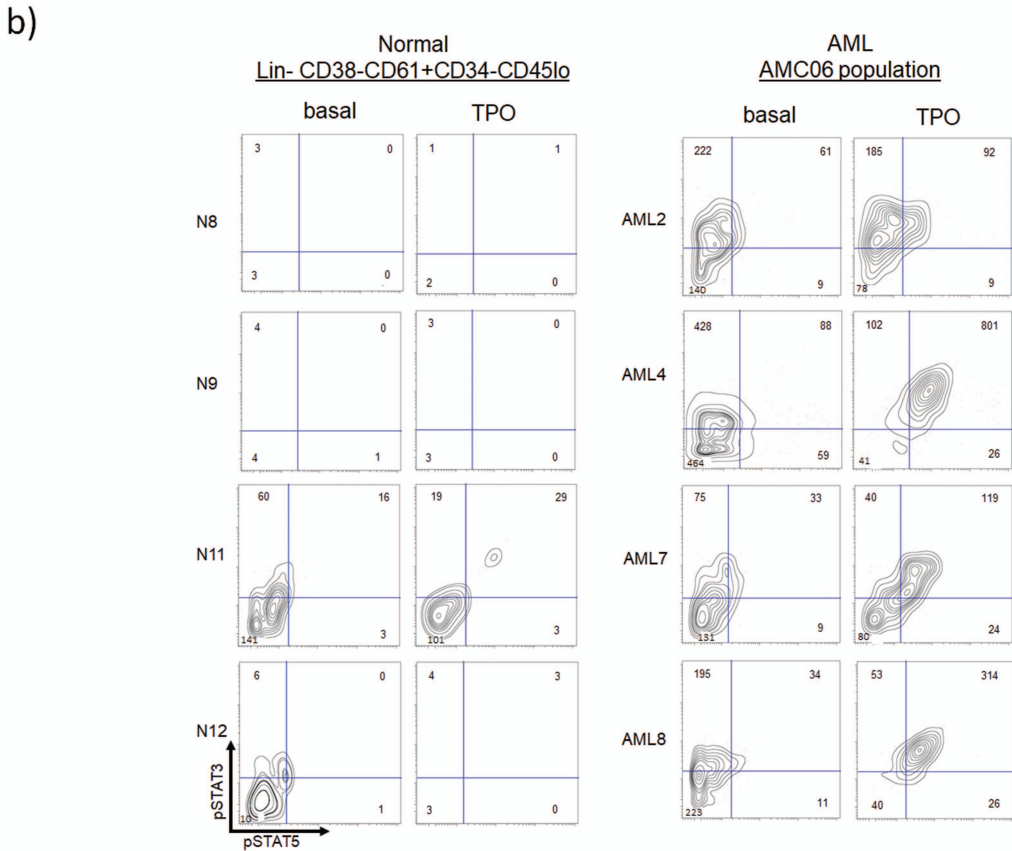 b)
Normal
Lin- CD38-CD61+CD34-CD45lo
basal TPO
AML
AMC06 population
basal TPO
N8
3 0
3 0
1 1
2 0
AML2
222 61
140 9
185 92
78 9
N9
4 0
4 1
3 0
3 0
AML4
428 88
464 59
102 801
41 26
N11
60 16
141 3
19 29
101 3
AML7
75 33
131 9
40 119
80 24
N12
6 0
10 1
4 3
3 0
AML8
195 34
223 11
53 314
40 26
pSTAT3
pSTAT5